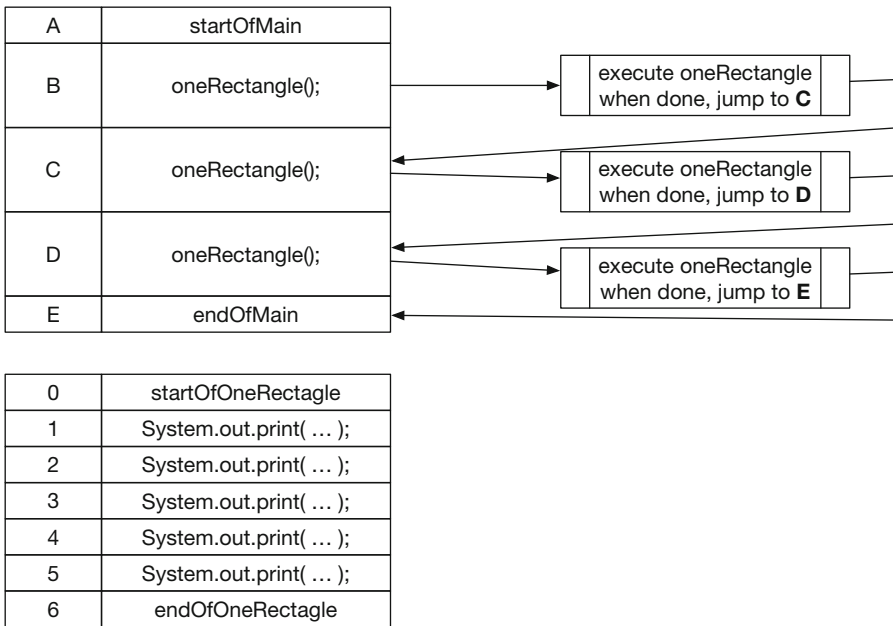 A startOfMain
B oneRectangle();
execute oneRectangle
when done, jump to C
C oneRectangle();
execute oneRectangle
when done, jump to D
D oneRectangle();
execute oneRectangle
when done, jump to E
E endOfMain
0 startOfOneRectagle
1 System.out.print( … );
2 System.out.print( … );
3 System.out.print( … );
4 System.out.print( … );
5 System.out.print( … );
6 endOfOneRectagle